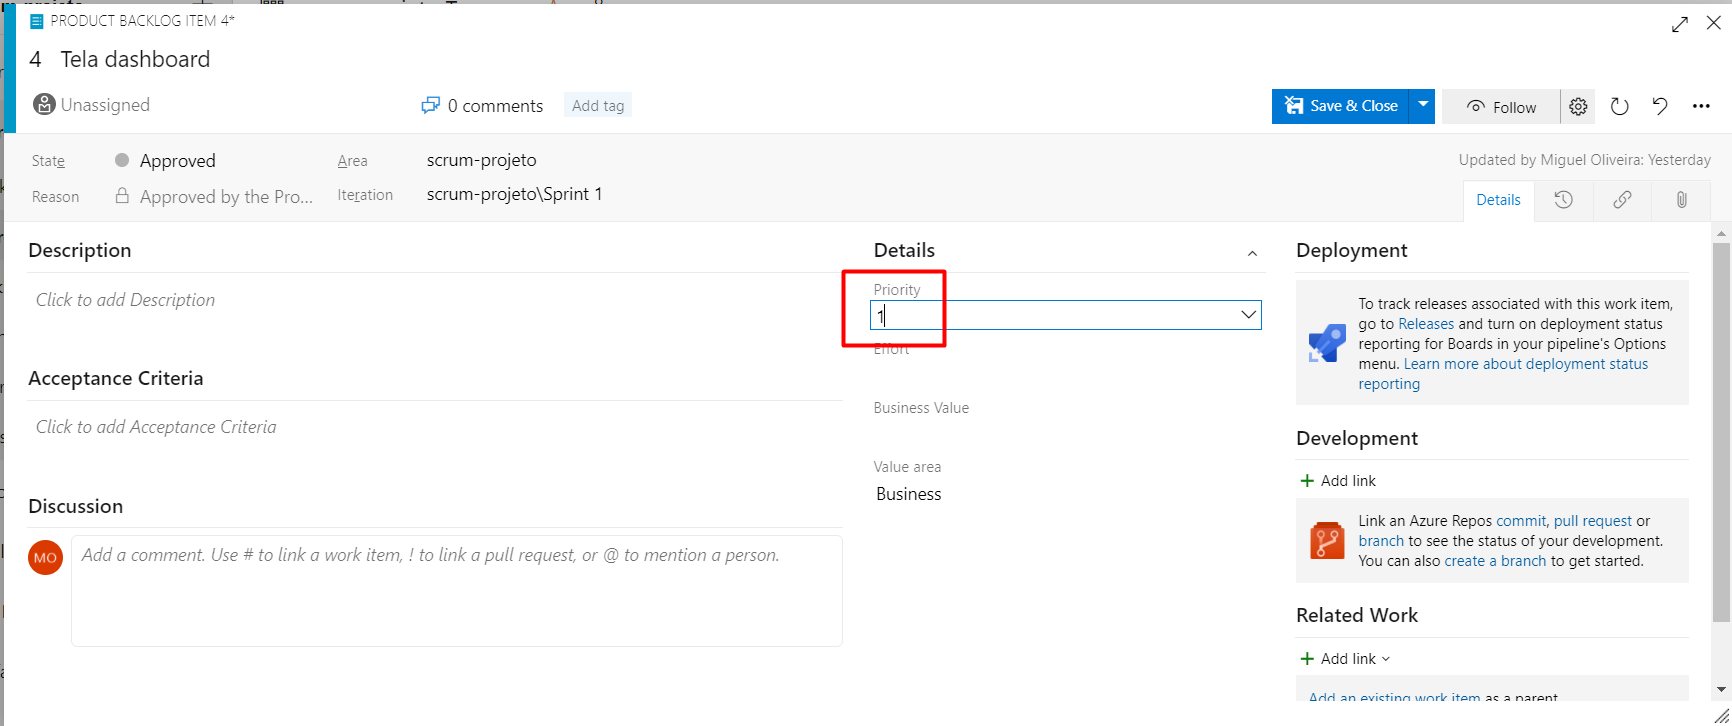 PRODUCT BACKLOG ITEM 4*
4 Tela dashboard
Unassigned
0 comments
Add tag
Save & Close
Follow
State
Approved
Area
scrum-projeto
Updated by Miguel Oliveira: Yesterday
Reason
Approved by the Pro...
Iteration
scrum-projeto\Sprint 1
Details
Description
Click to add Description
Acceptance Criteria
Click to add Acceptance Criteria
Discussion
MO
Add a comment. Use # to link a work item, ! to link a pull request, or @ to mention a person.
Details
Priority
1
Effort
Business Value
Value area
Business
Deployment
To track releases associated with this work item,
go to Releases and turn on deployment status
reporting for Boards in your pipeline's Options
menu. Learn more about deployment status
reporting
Development
Add link
Link an Azure Repos commit, pull request or
branch to see the status of your development.
You can also create a branch to get started.
Related Work
Add link
Add an existing work item as a parent